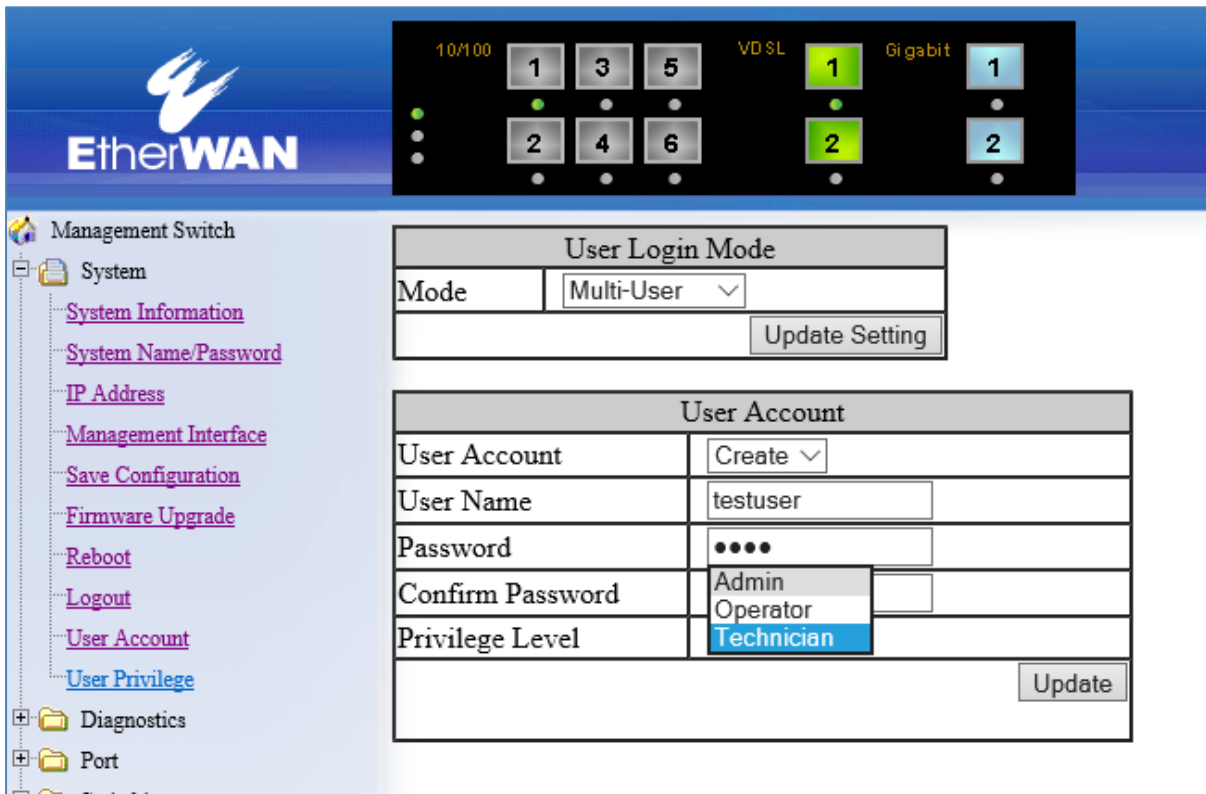 10/100
VDSL
Gigabit
1 3 5 1 1
2 4 6 2 2
EtherWAN
Management Switch
System
System Information
System Name/Password
IP Address
Management Interface
Save Configuration
Firmware Upgrade
Reboot
Logout
User Account
User Privilege
Diagnostics
Port
User Login Mode
Mode Multi-User
Update Setting
User Account
User Account Create
User Name testuser
Password ••••
Confirm Password
Privilege Level
Admin
Operator
Technician
Update